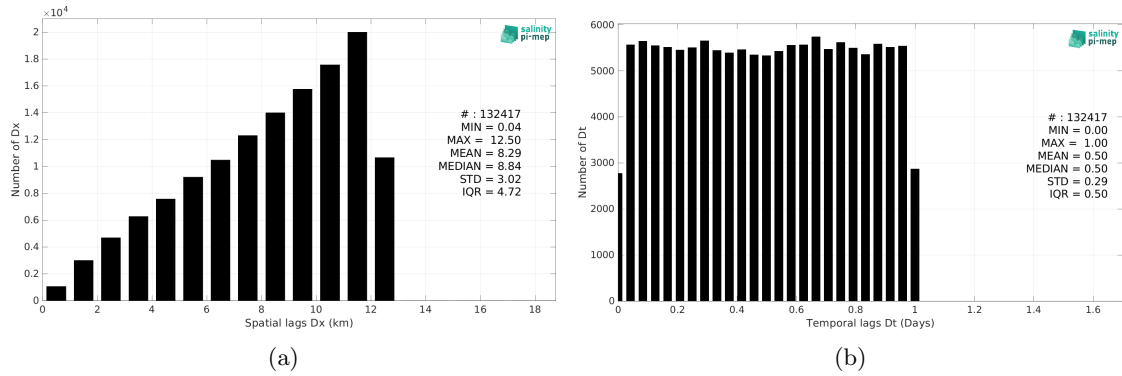 ×10⁴
2
1.8
1.6
1.4
1.2
1
0.8
0.6
0.4
0.2
0
Number of Dx
salinity
pi-mep
# : 132417
MIN = 0.04
MAX = 12.50
MEAN = 8.29
MEDIAN = 8.84
STD = 3.02
IQR = 4.72
0 2 4 6 8 10 12 14 16 18
Spatial lags Dx (km)
(a)
6000
5000
4000
3000
2000
1000
0
Number of Dt
salinity
pi-mep
# : 132417
MIN = 0.00
MAX = 1.00
MEAN = 0.50
MEDIAN = 0.50
STD = 0.29
IQR = 0.50
0 0.2 0.4 0.6 0.8 1 1.2 1.4 1.6
Temporal lags Dt (Days)
(b)